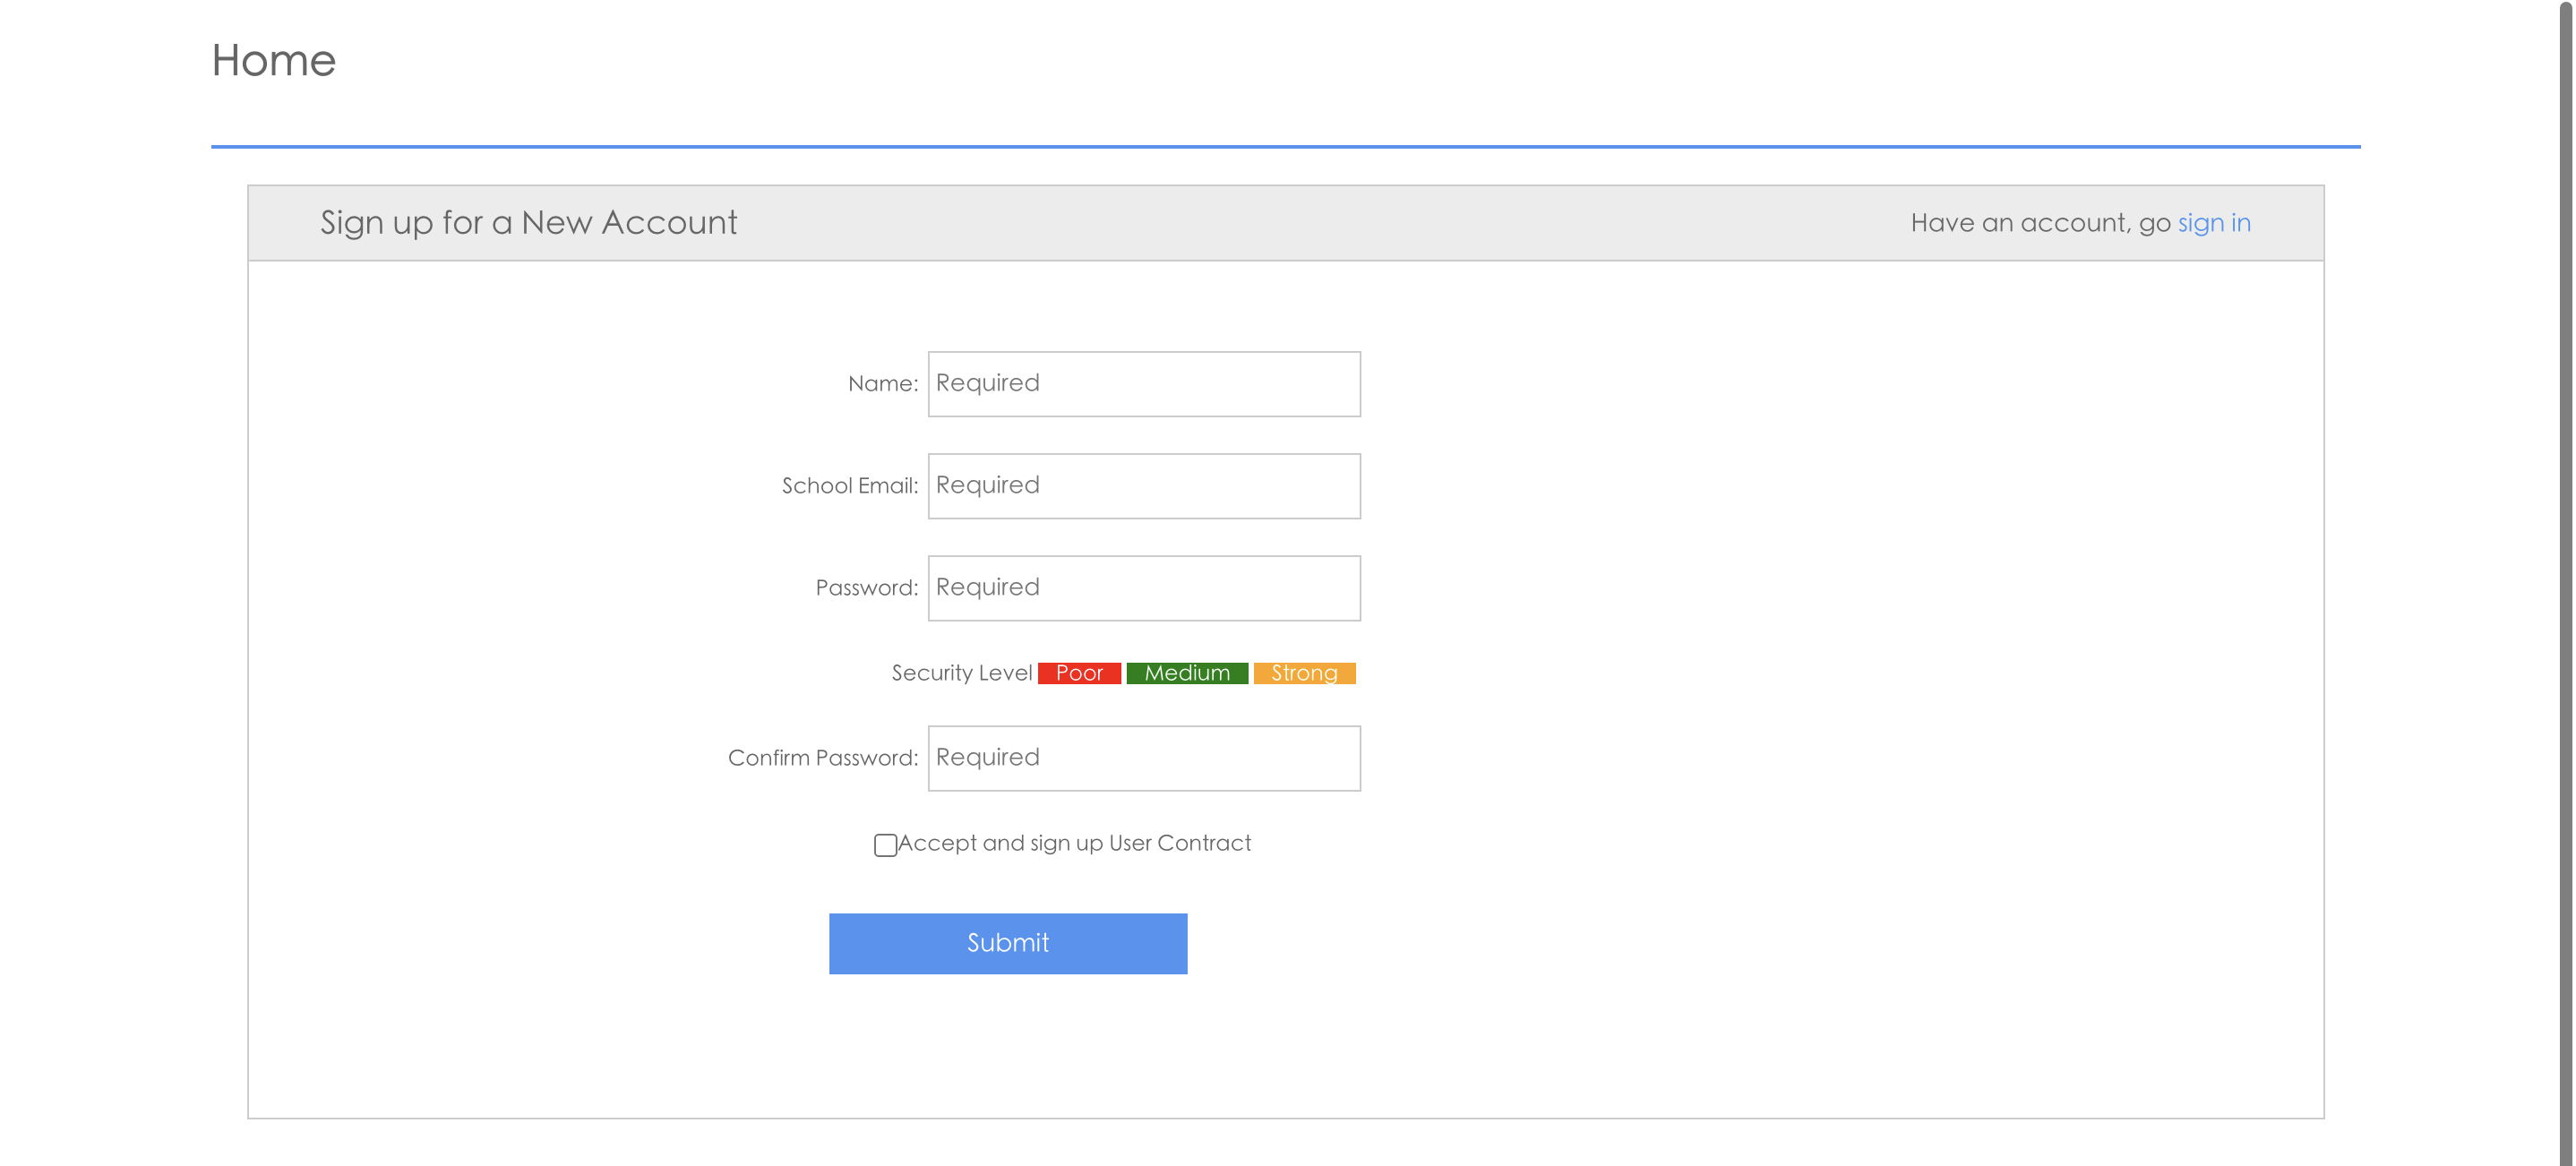 Home
Sign up for a New Account Have an account, go sign in
Name: Required
School Email: Required
Password: Required
Security Level Poor Medium Strong
Confirm Password: Required
Accept and sign up User Contract
Submit